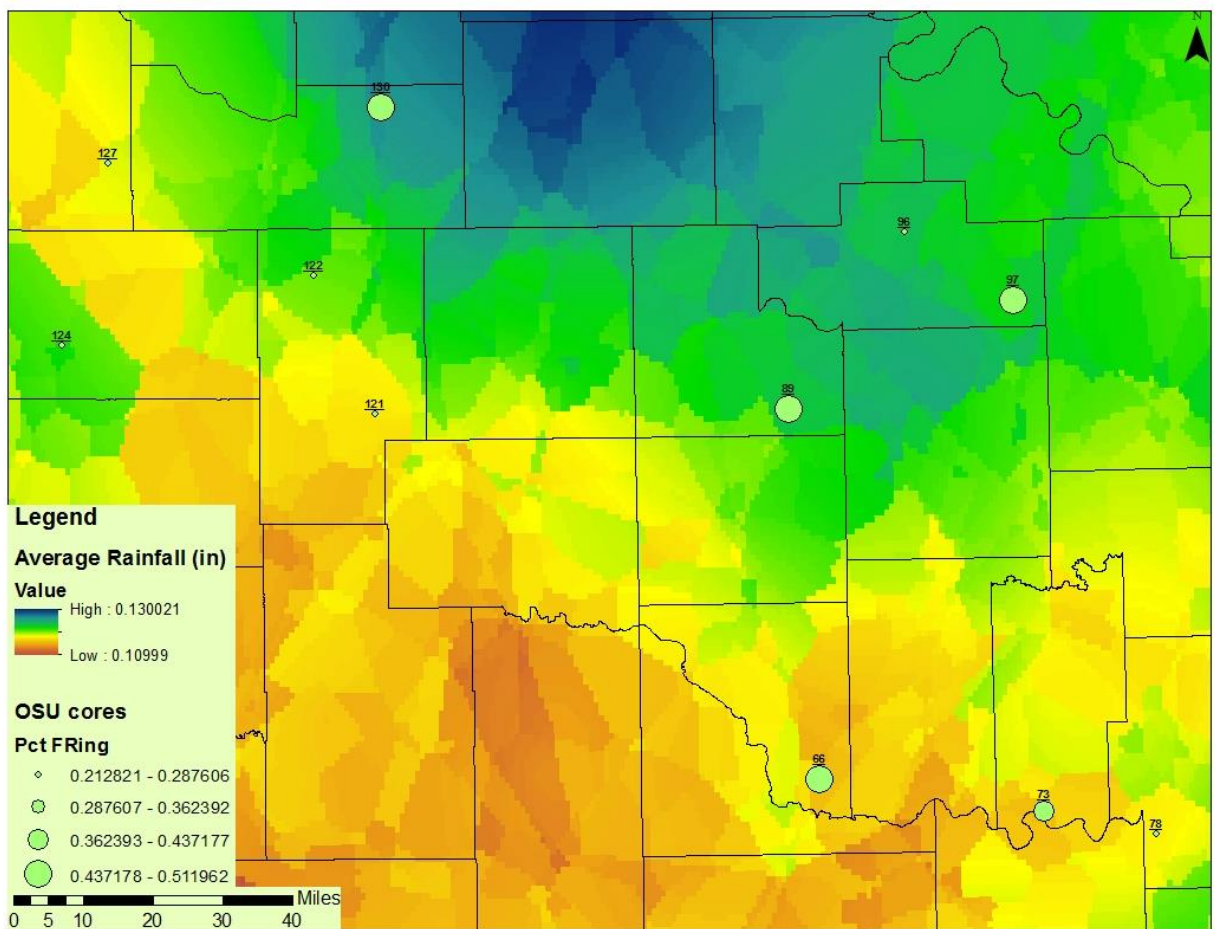 N
130
127
96
122
97
124
89
121
Legend
Average Rainfall (in)
Value
High : 0.130021
Low : 0.10999
OSU cores
Pct FRing
0.212821 - 0.287606
0.287607 - 0.362392
0.362393 - 0.437177
0.437178 - 0.511962
Miles
0 5 10 20 30 40
66
73
78